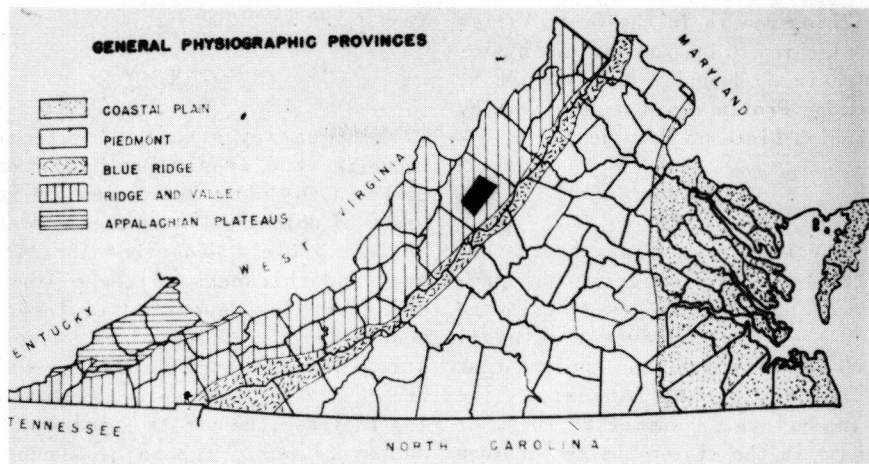 GENERAL PHYSIOGRAPHIC PROVINCES
COASTAL PLAIN
PIEDMONT
BLUE RIDGE
RIDGE AND VALLEY
APPALACHIAN PLATEAUS
MARYLAND
WEST VIRGINIA
ENTUCKY
TENNESSEE
NORTH CAROLINA